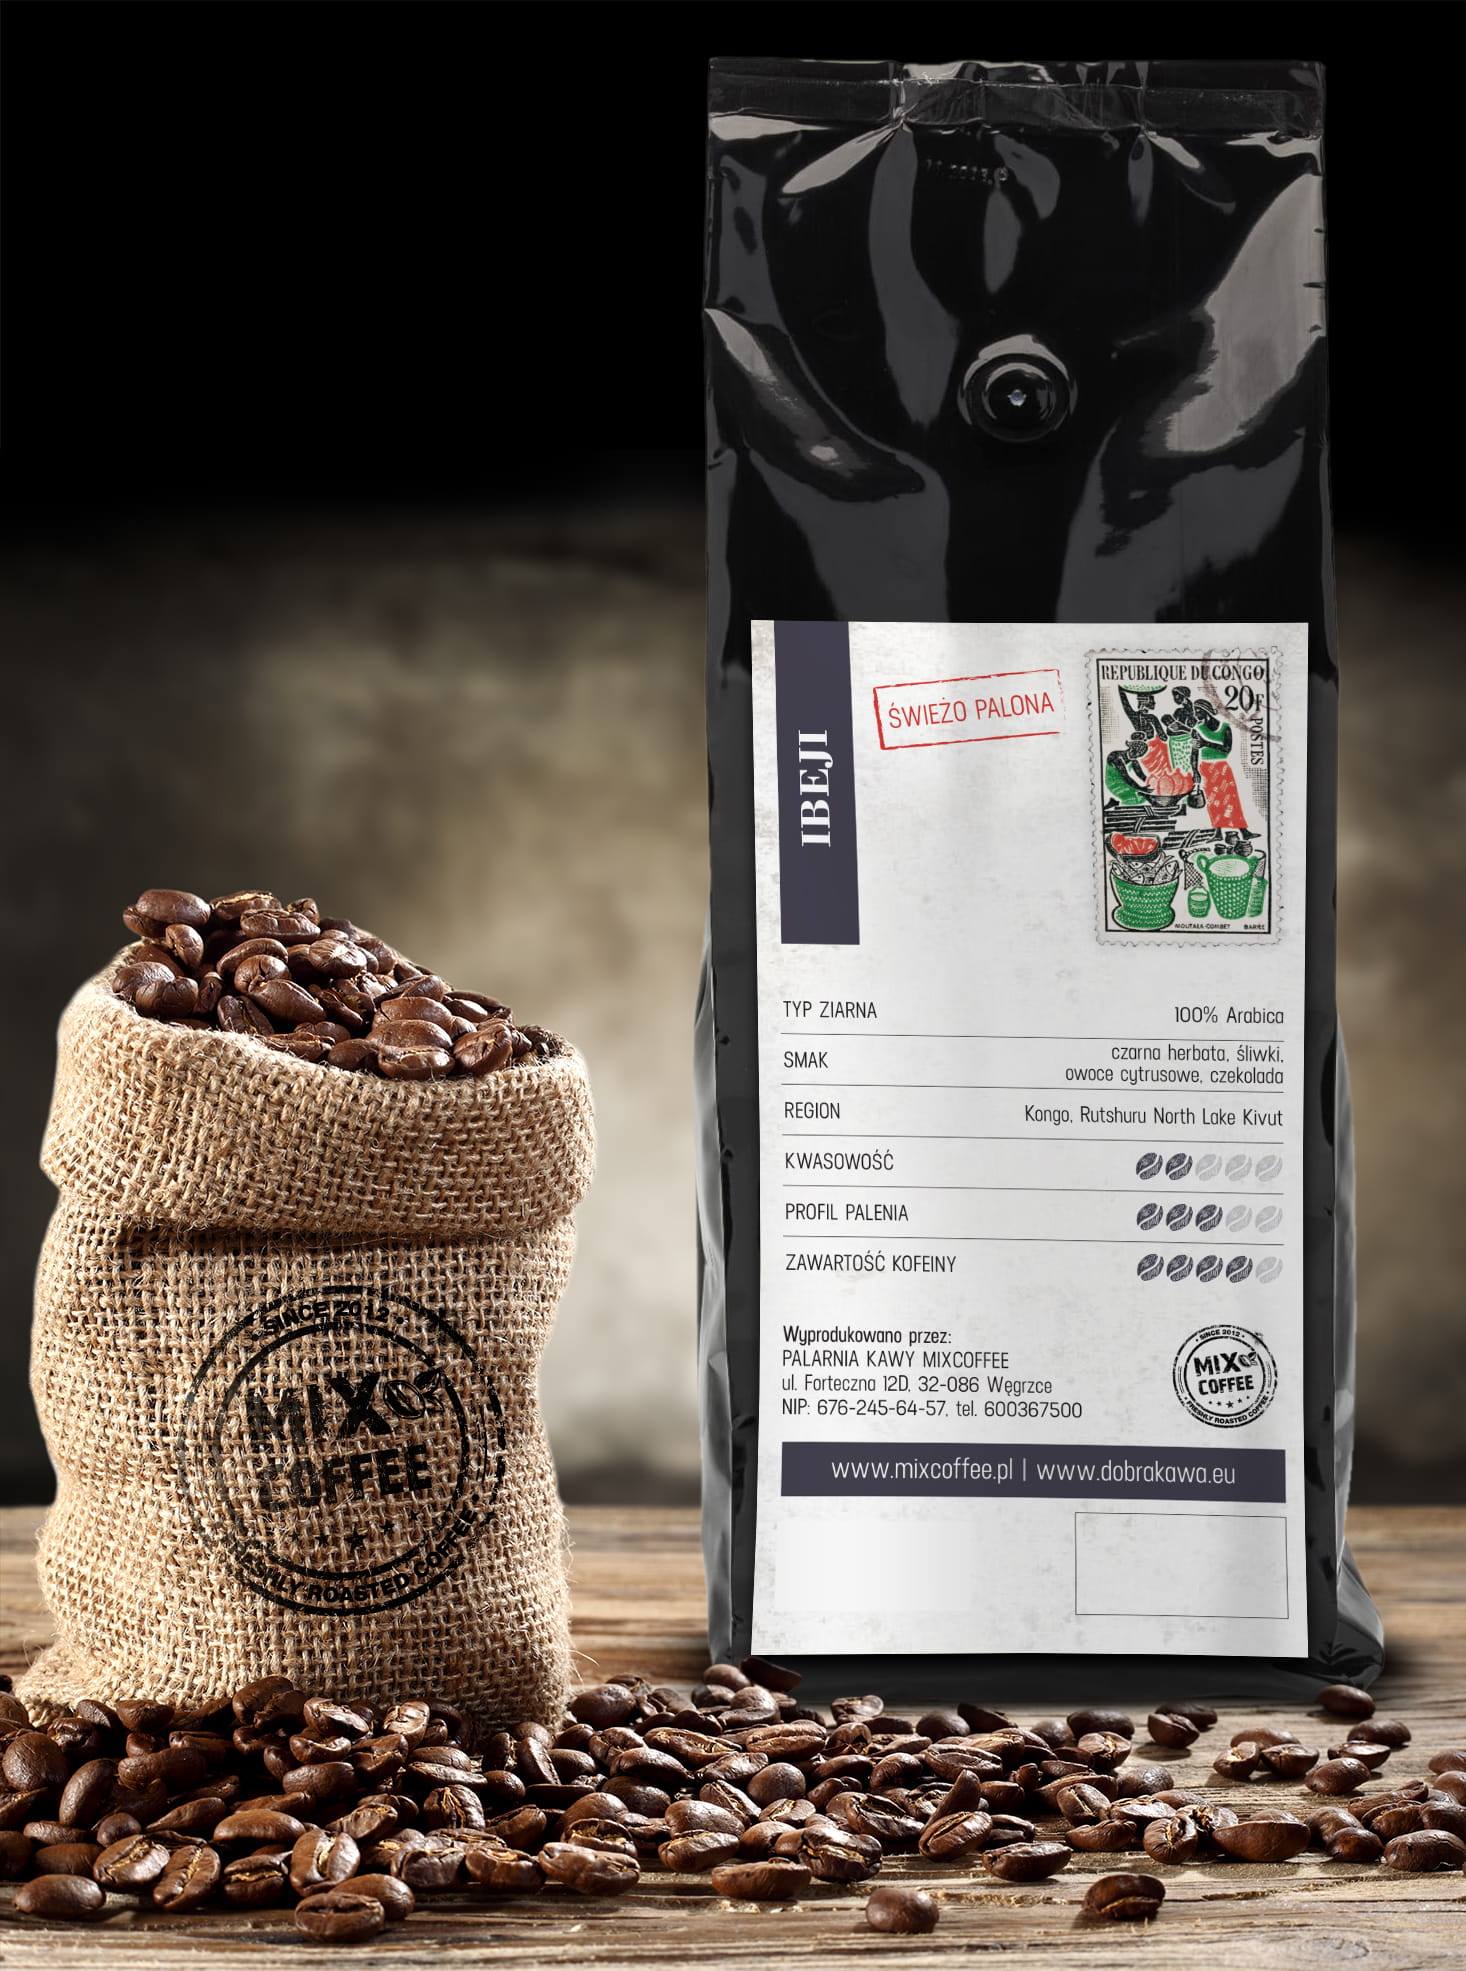 IBEJI
ŚWIEŻO PALONA
REPUBLIQUE DU CONGO
20F
POSTES
MOUTALA-COMBET BARRE
TYP ZIARNA 100% Arabica
SMAK czarna herbata, śliwki,
owoce cytrusowe, czekolada
REGION Kongo, Rutshuru North Lake Kivut
KWASOWOŚĆ
PROFIL PALENIA
ZAWARTOŚĆ KOFEINY
Wyprodukowano przez:
PALARNIA KAWY MIXCOFFEE
ul. Forteczna 12D, 32-086 Węgrzce
NIP: 676-245-64-57, tel. 600367500
SINCE 2012
MIX
COFFEE
FRESHLY ROASTED COFFEE
www.mixcoffee.pl | www.dobrakawa.eu
SINCE 2012
MIX
COFFEE
FRESHLY ROASTED COFFEE